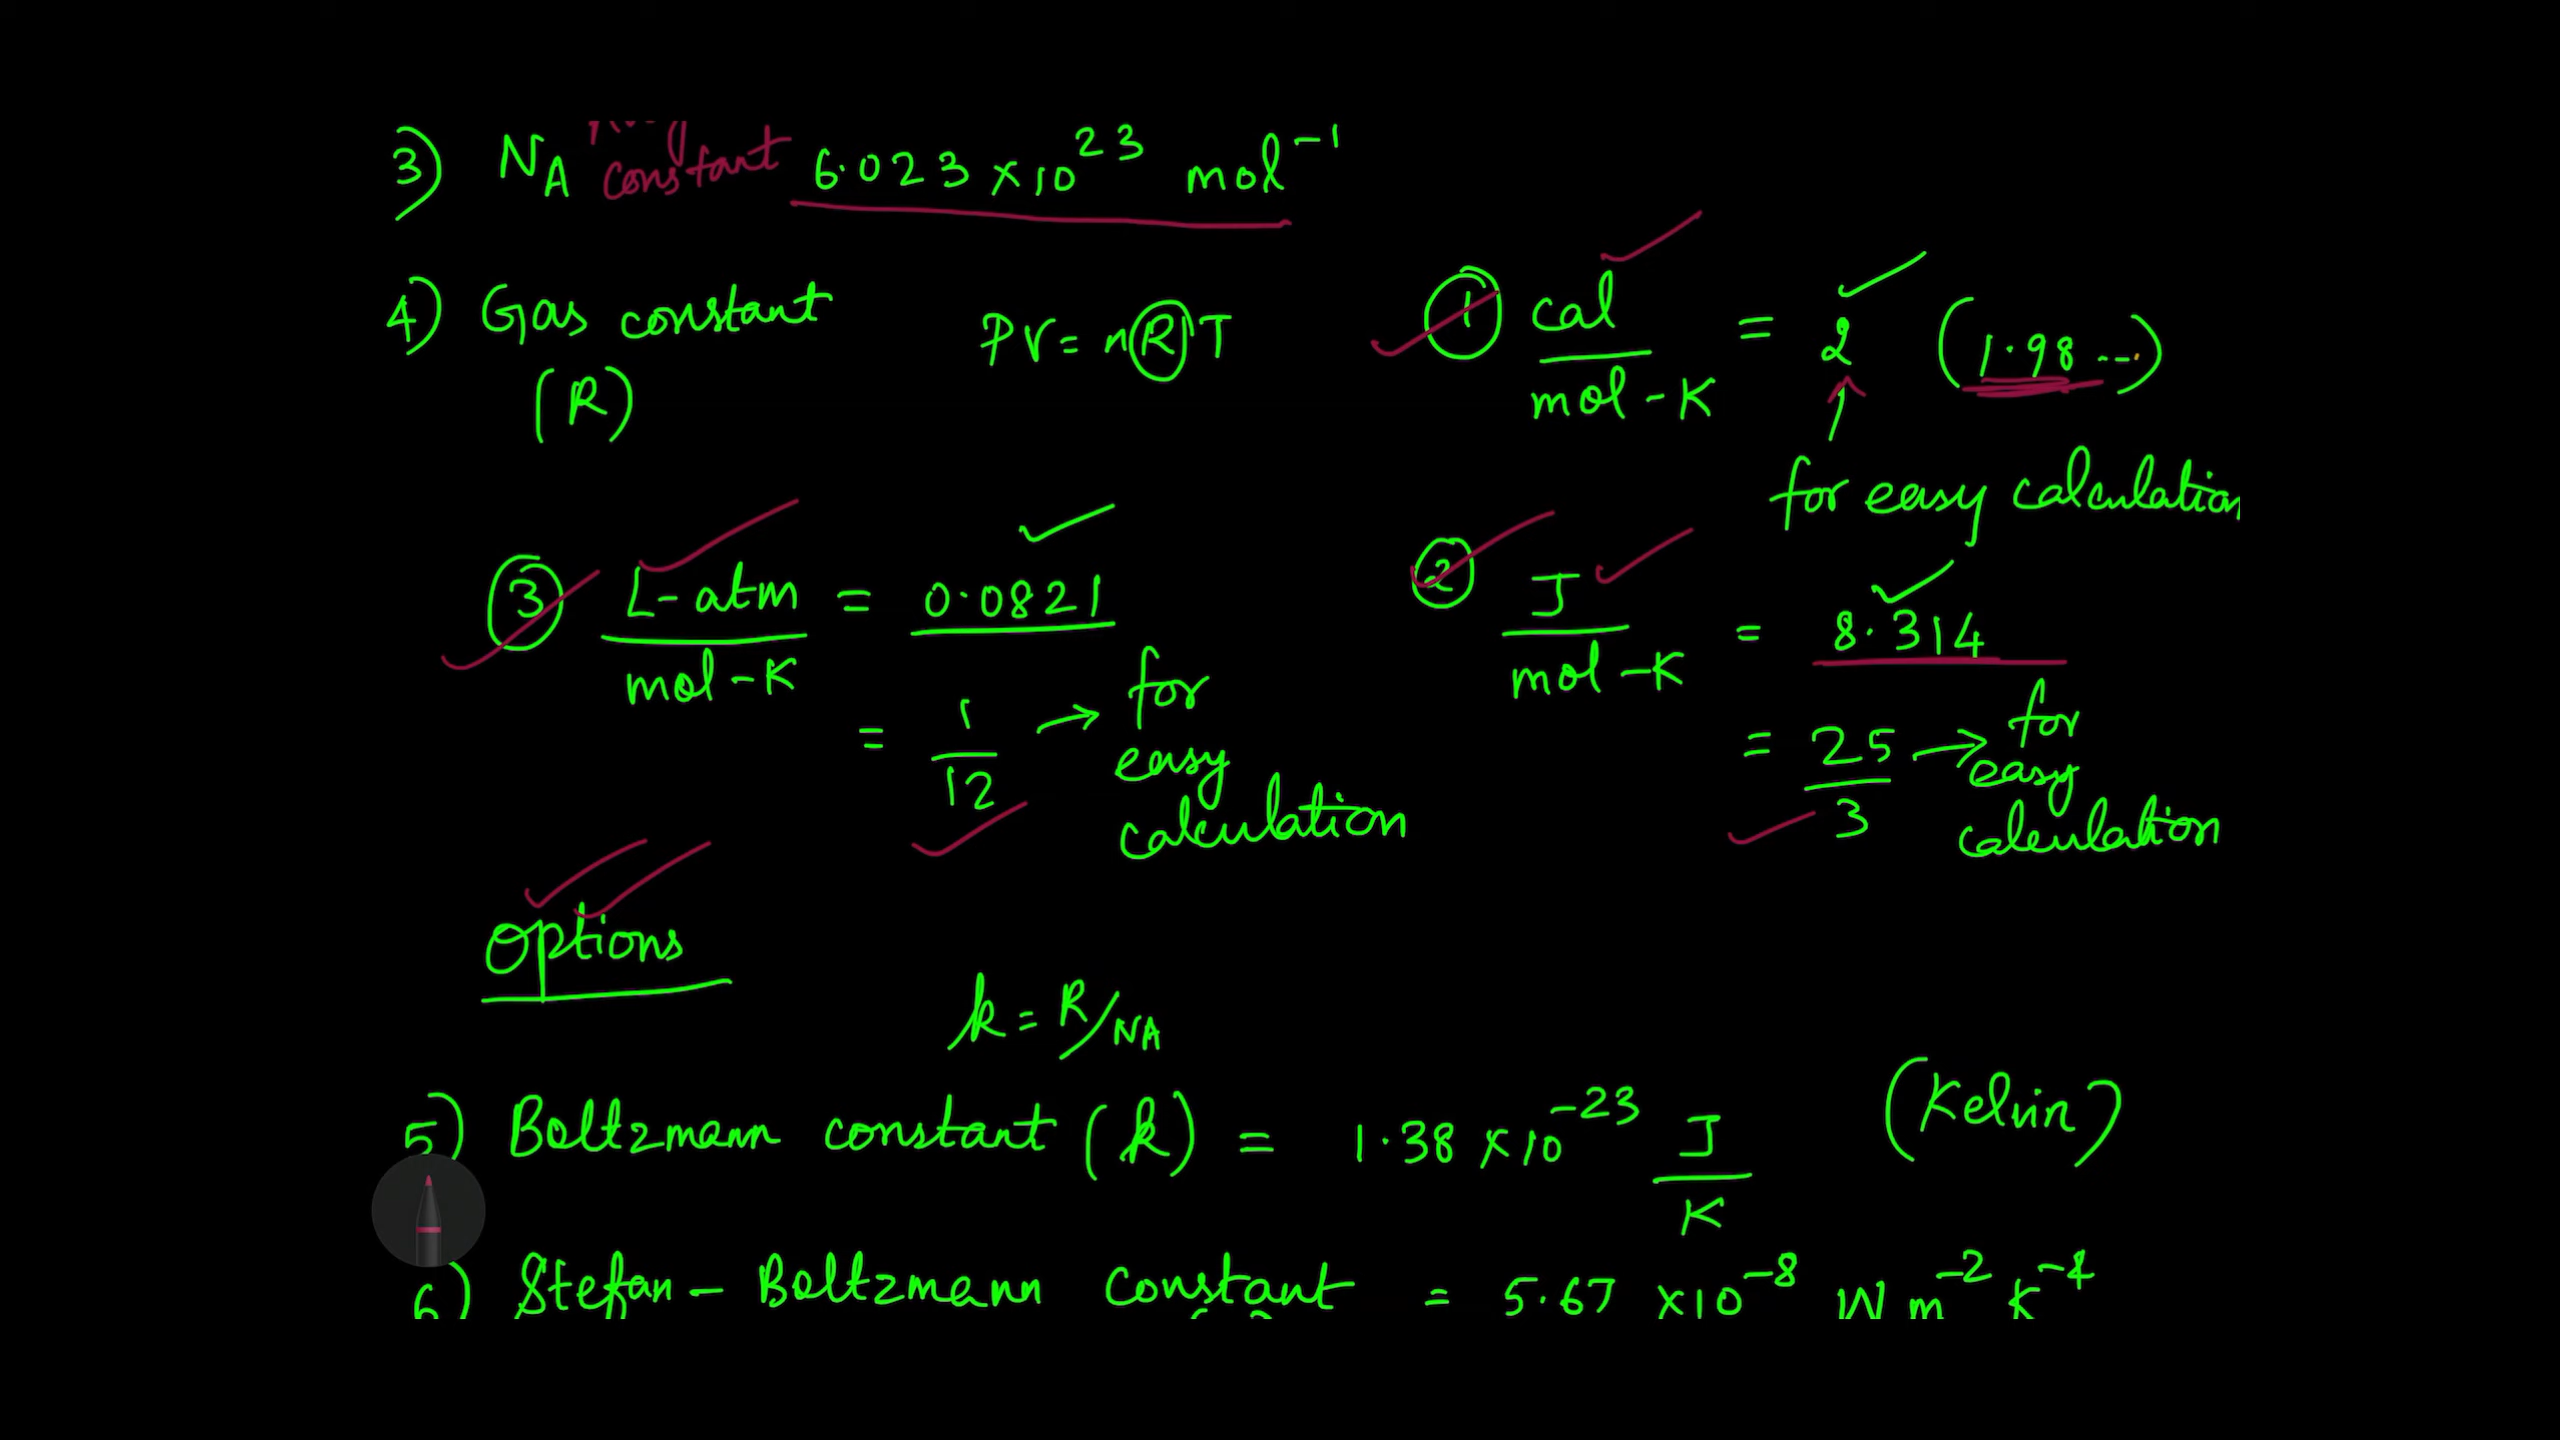 3) NA constant 6.023 × 10^23 mol^-1
4) Gas constant (R)
PV = nRT
① cal / mol-K = 2 (1.98 ---)
for easy calculation
③ L-atm / mol-K = 0.0821
= 1/12 → for easy calculation
② J / mol-K = 8.314
= 25/3 → for easy calculation
Options
k = R/NA
5) Boltzmann constant (k) = 1.38 × 10^-23 J/K (Kelvin)
6) Stefan - Boltzmann constant = 5.67 × 10^-8 W m^-2 K^-4